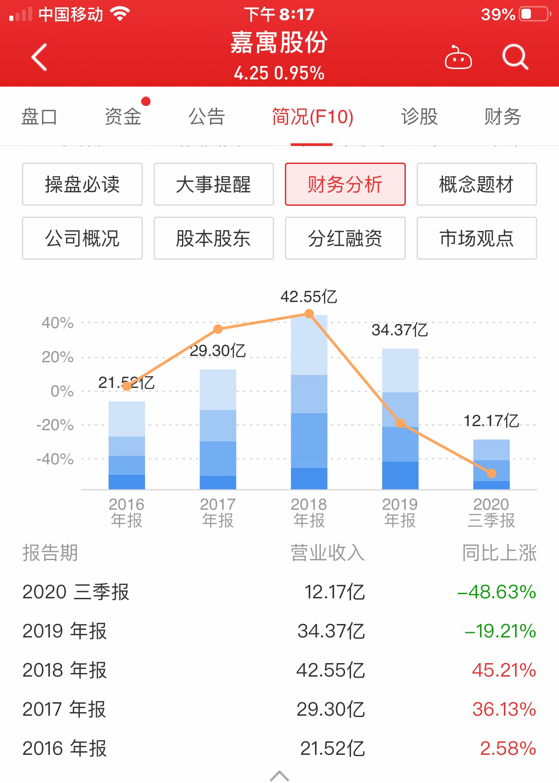 中国移动 下午 8:17 39%
嘉寓股份
4.25 0.95%
盘口 资金 公告 简况(F10) 诊股 财务
操盘必读 大事提醒 财务分析 概念题材
公司概况 股本股东 分红融资 市场观点
42.55亿
40% 34.37亿
29.30亿
20%
21.52亿
0%
12.17亿
-20%
-40%
2016 2017 2018 2019 2020
年报 年报 年报 年报 三季报
报告期 营业收入 同比上涨
2020 三季报 12.17亿 -48.63%
2019 年报 34.37亿 -19.21%
2018 年报 42.55亿 45.21%
2017 年报 29.30亿 36.13%
2016 年报 21.52亿 2.58%